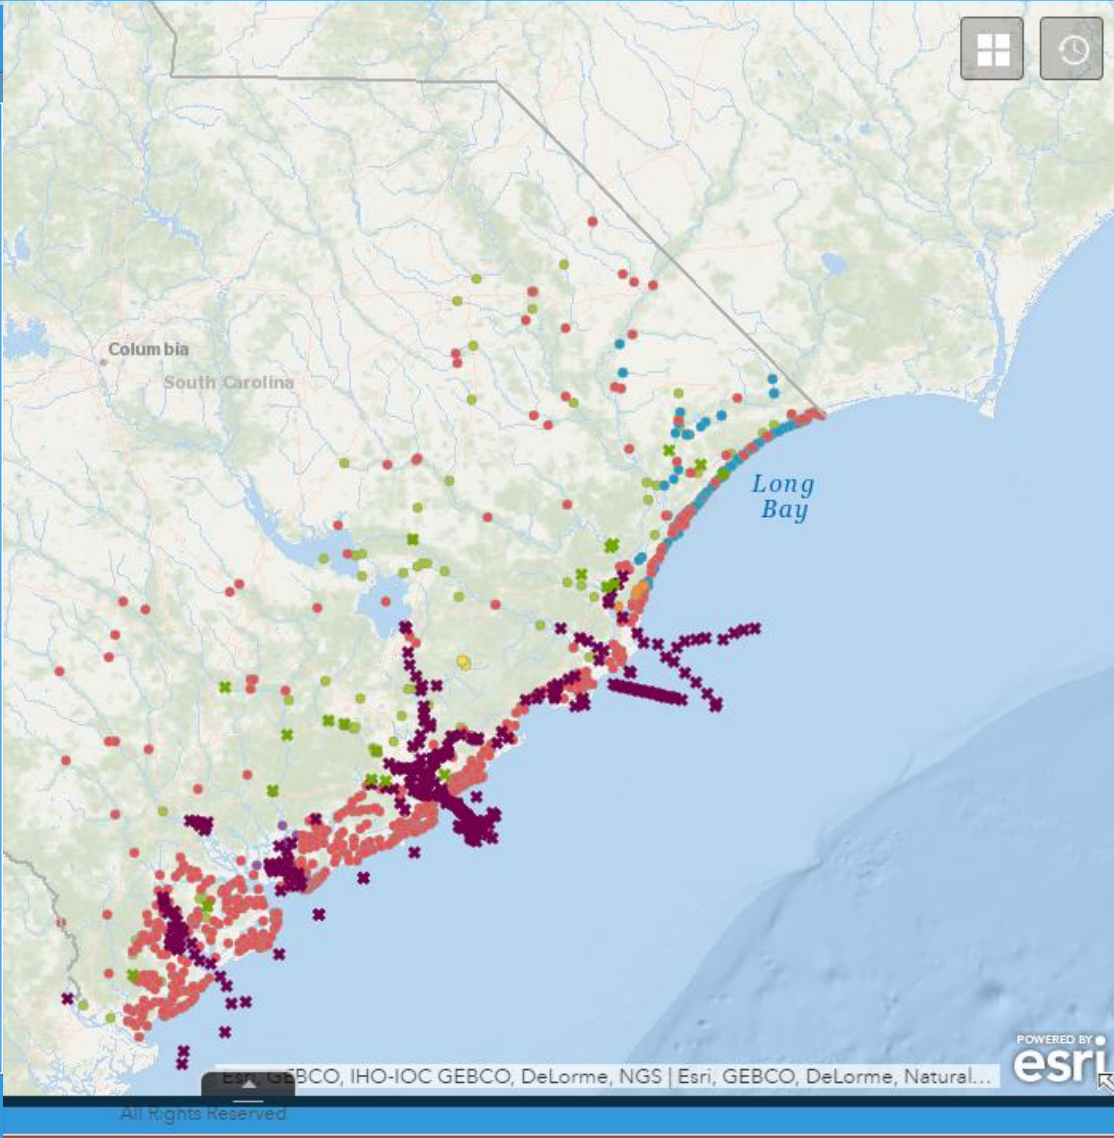 Columbia
South Carolina
Long
Bay
POWERED BY
esri
Esri, GEBCO, IHO-IOC GEBCO, DeLorme, NGS | Esri, GEBCO, DeLorme, Natural...
All Rights Reserved